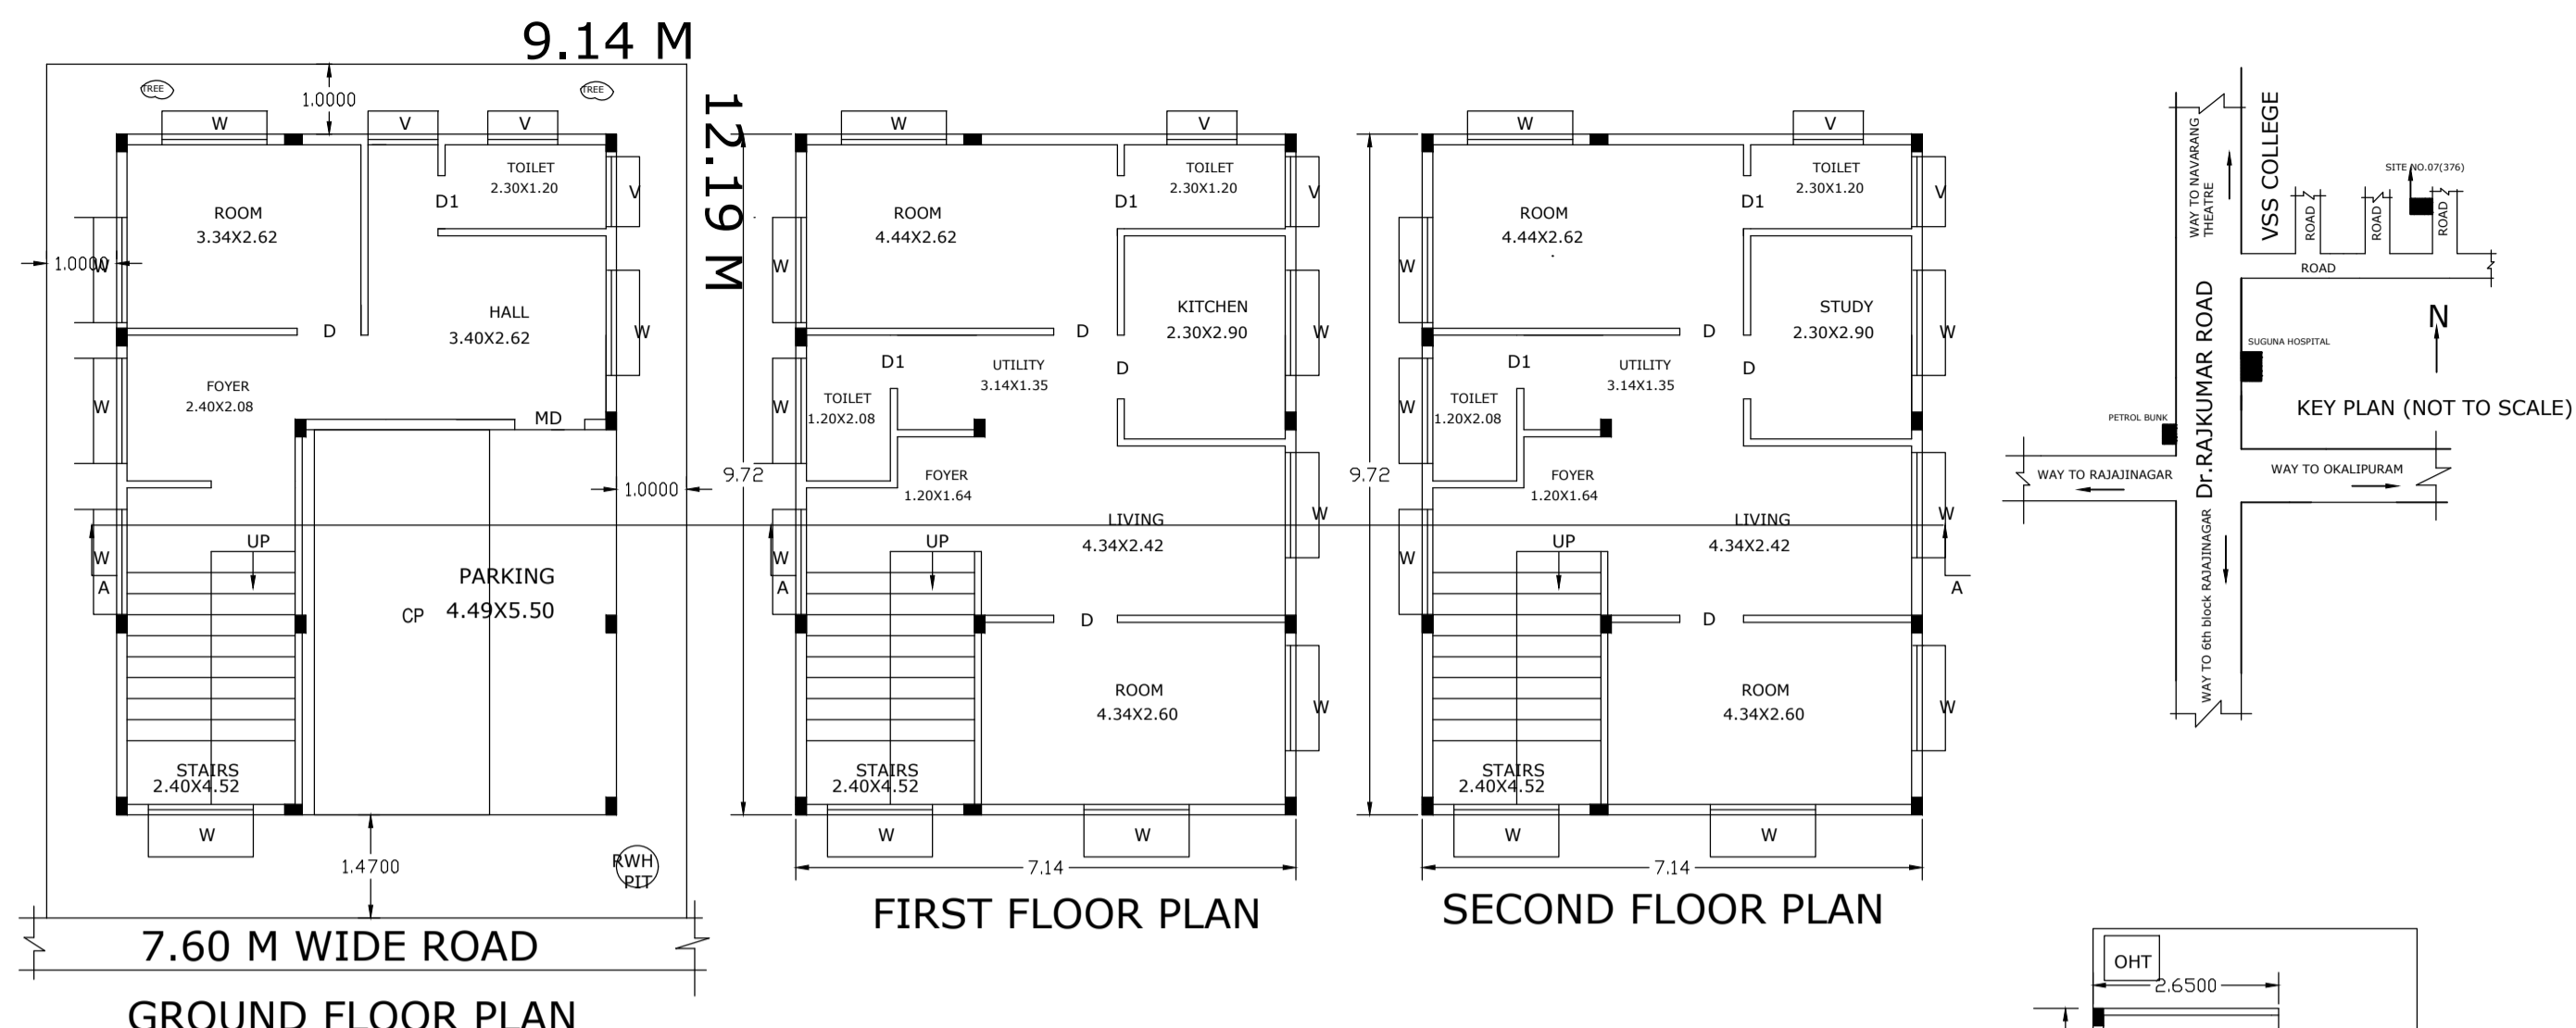 9.14 M
12.19 M
TREE
TREE
1.0000
W
V
V
TOILET
2.30X1.20
V
D1
ROOM
3.34X2.62
1.0000
W
HALL
3.40X2.62
W
D
FOYER
2.40X2.08
W
MD
1.0000
W
A
UP
PARKING
CP
4.49X5.50
STAIRS
2.40X4.52
W
1.4700
RWH
PIT
7.60 M WIDE ROAD
GROUND FLOOR PLAN
W
V
TOILET
2.30X1.20
V
D1
ROOM
4.44X2.62
W
KITCHEN
2.30X2.90
W
D
D1
UTILITY
3.14X1.35
D
TOILET
1.20X2.08
W
9.72
FOYER
1.20X1.64
LIVING
4.34X2.42
W
W
A
UP
D
ROOM
4.34X2.60
W
STAIRS
2.40X4.52
W
W
7.14
FIRST FLOOR PLAN
W
V
TOILET
2.30X1.20
V
D1
ROOM
4.44X2.62
W
STUDY
2.30X2.90
W
D
D1
UTILITY
3.14X1.35
D
TOILET
1.20X2.08
W
9.72
FOYER
1.20X1.64
LIVING
4.34X2.42
W
W
A
UP
D
ROOM
4.34X2.60
W
STAIRS
2.40X4.52
W
W
7.14
SECOND FLOOR PLAN
WAY TO NAVARANG
THEATRE
VSS COLLEGE
SITE NO.07(376)
ROAD
ROAD
ROAD
ROAD
N
SUGUNA HOSPITAL
KEY PLAN (NOT TO SCALE)
PETROL BUNK
Dr.RAJKUMAR ROAD
WAY TO RAJAJINAGAR
WAY TO OKALIPURAM
WAY TO 6th block RAJAJINAGAR
OHT
2.6500